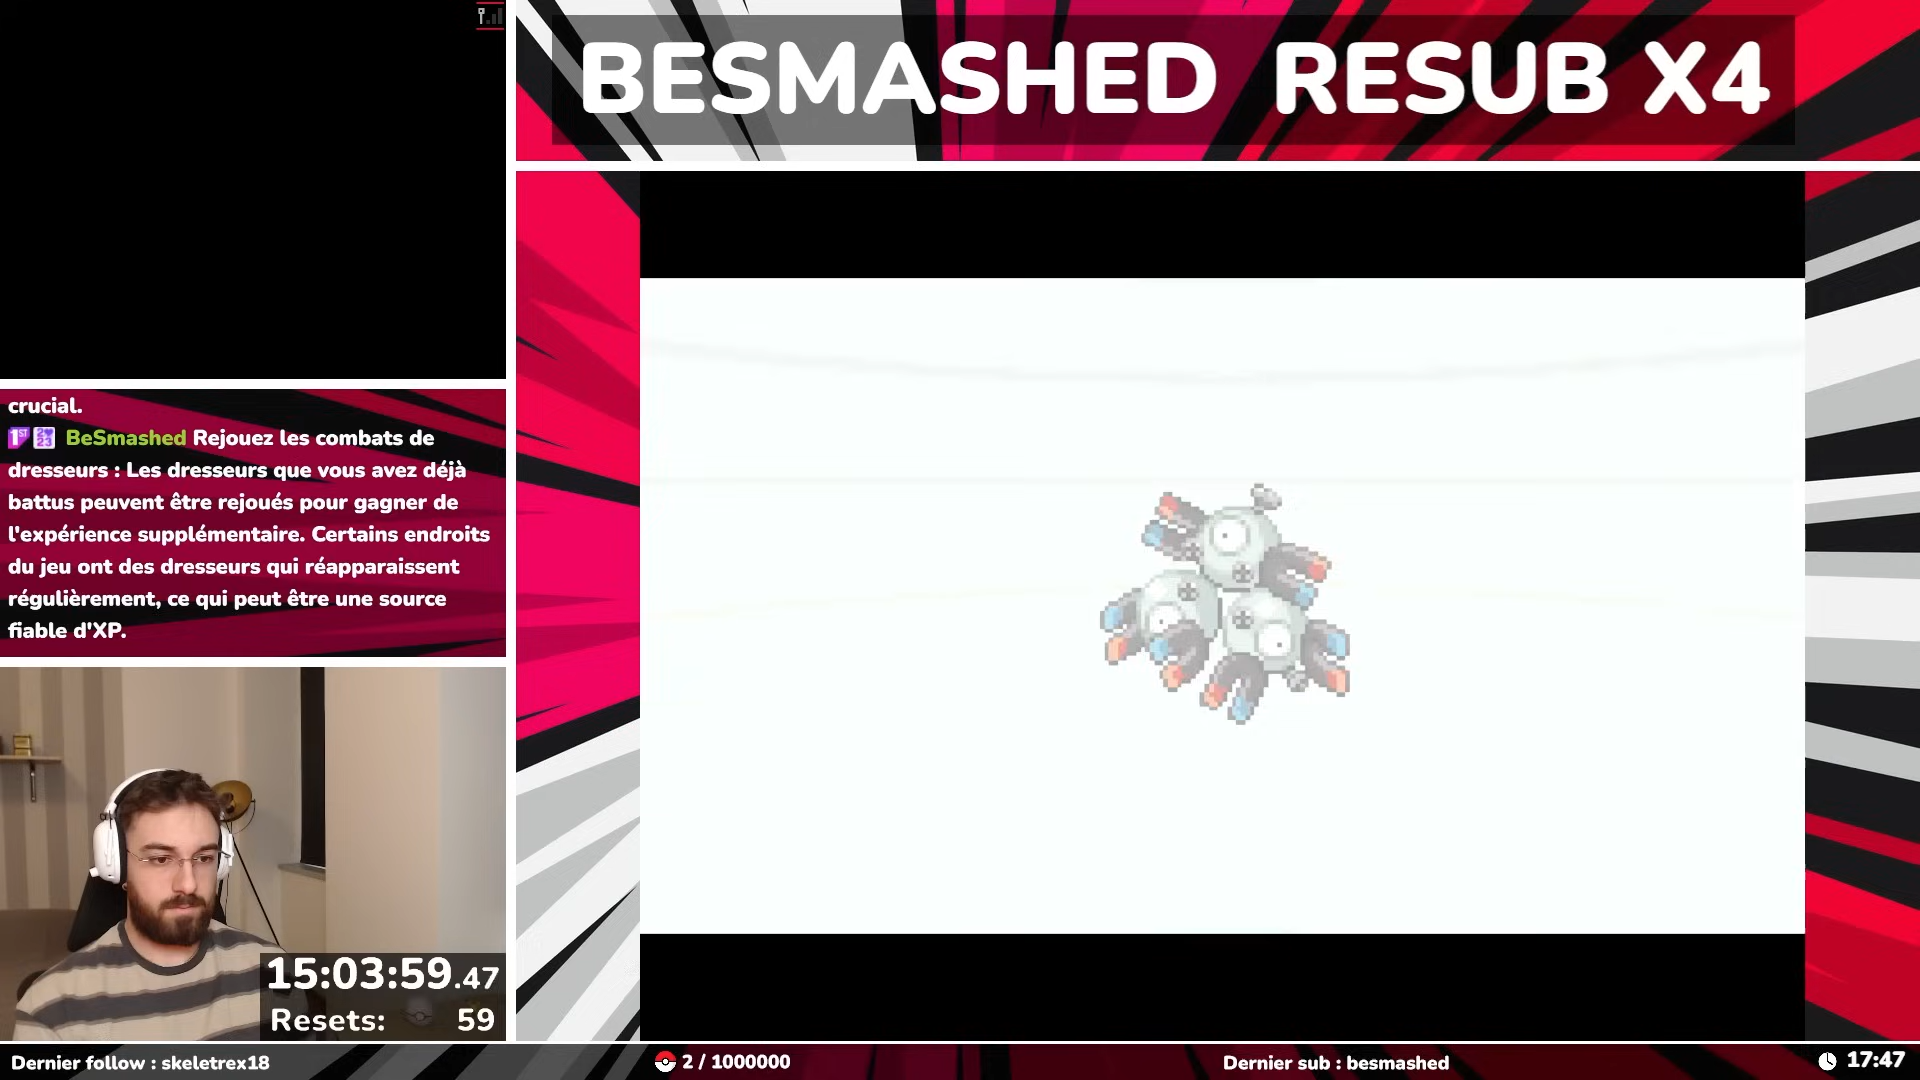 BESMASHED RESUB X4
crucial.
BeSmashed Rejouez les combats de
dresseurs : Les dresseurs que vous avez déjà
battus peuvent être rejoués pour gagner de
l'expérience supplémentaire. Certains endroits
du jeu ont des dresseurs qui réapparaissent
régulièrement, ce qui peut être une source
fiable d'XP.
15:03:59.47
Resets: 59
Dernier follow : skeletrex18
2 / 1000000
Dernier sub : besmashed
17:47